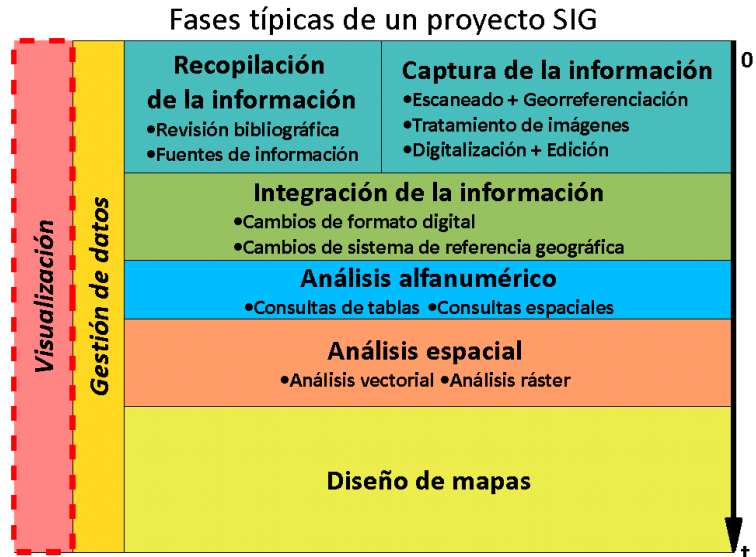 Fases típicas de un proyecto SIG
0
Visualización
Gestión de datos
Recopilación
de la información
•Revisión bibliográfica
•Fuentes de información
Captura de la información
•Escaneado + Georreferenciación
•Tratamiento de imágenes
•Digitalización + Edición
Integración de la información
•Cambios de formato digital
•Cambios de sistema de referencia geográfica
Análisis alfanumérico
•Consultas de tablas •Consultas espaciales
Análisis espacial
•Análisis vectorial •Análisis ráster
Diseño de mapas
t